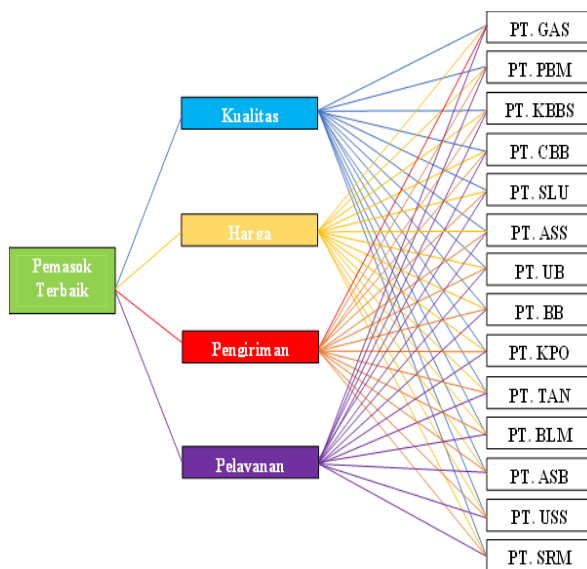 Pemasok
Terbaik
Kualitas
Harga
Pengiriman
Pelayanan
PT. GAS
PT. PBM
PT. KBBS
PT. CBB
PT. SLU
PT. ASS
PT. UB
PT. BB
PT. KPO
PT. TAN
PT. BLM
PT. ASB
PT. USS
PT. SRM